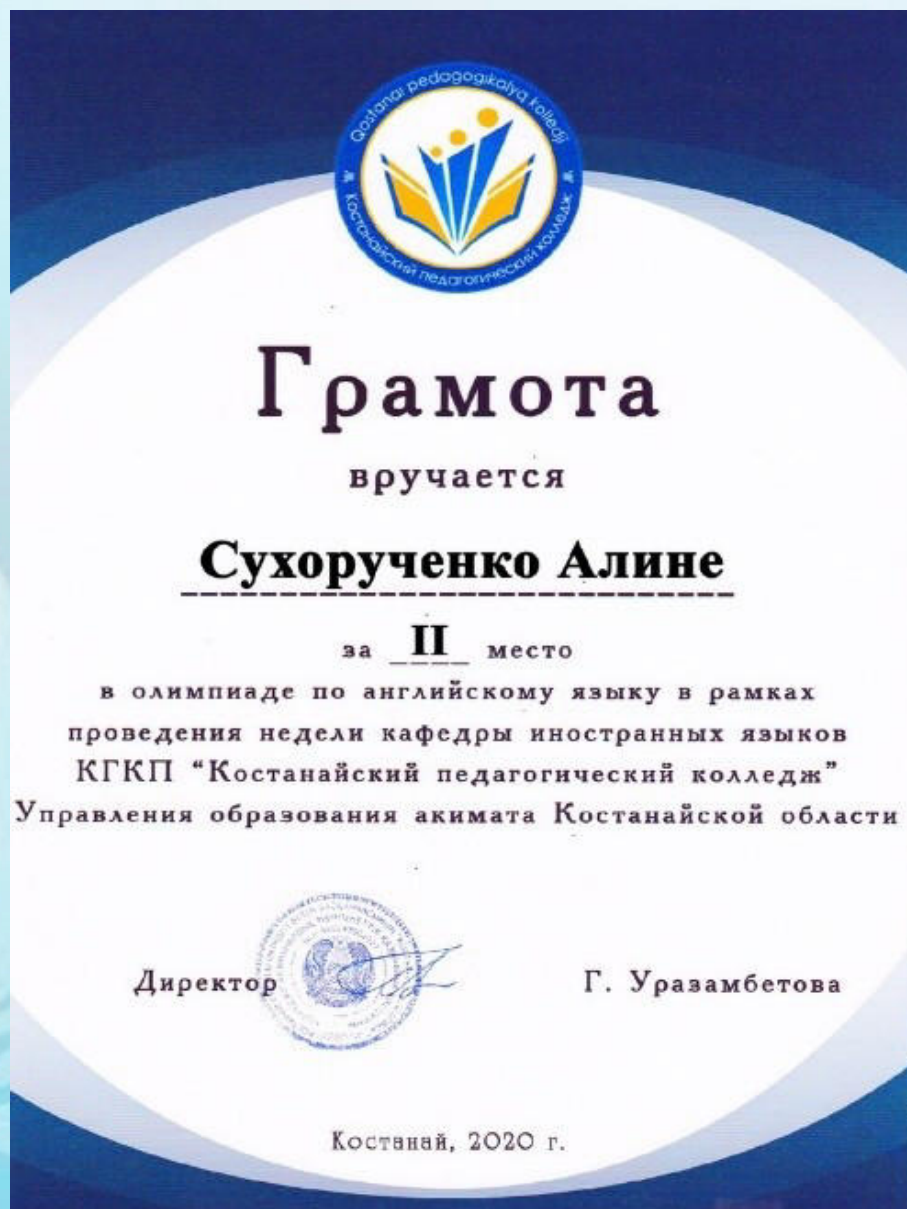 Qostanai pedagogikalyq kolledji
Костанайский педагогический колледж
Грамота
вручается
Сухорученко Алине
за II место
в олимпиаде по английскому языку в рамках
проведения недели кафедры иностранных языков
КГКП “Костанайский педагогический колледж”
Управления образования акимата Костанайской области
Директор Г. Уразамбетова
Костанай, 2020 г.